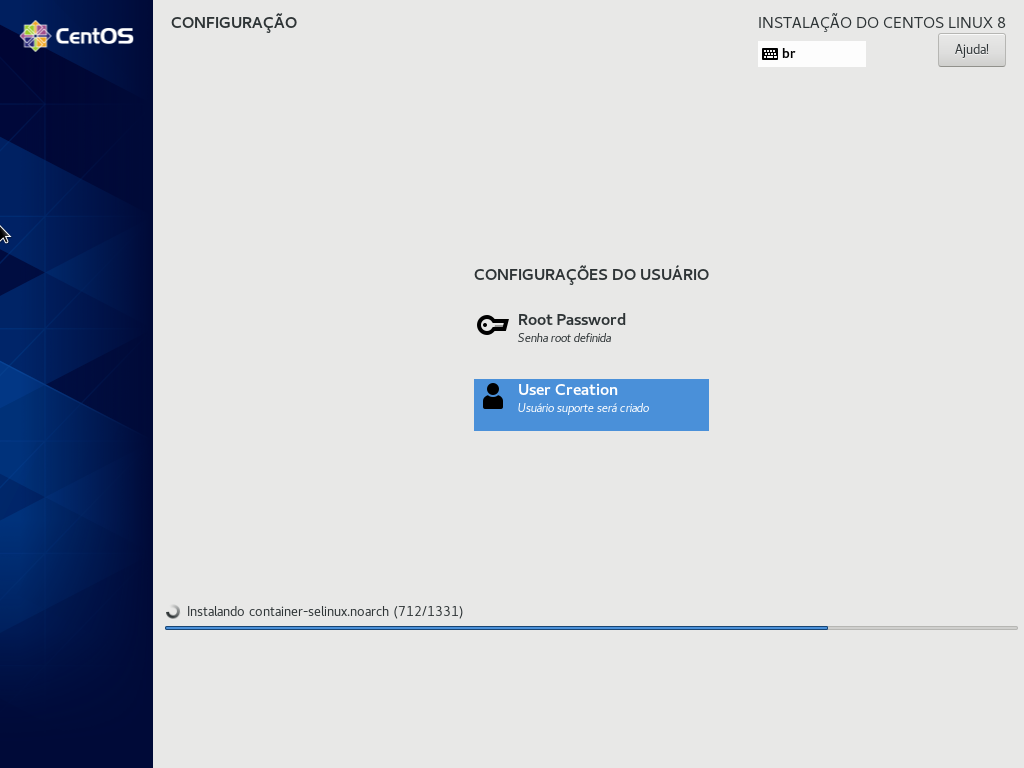 CentOS
CONFIGURAÇÃO
INSTALAÇÃO DO CENTOS LINUX 8
br
Ajuda!
CONFIGURAÇÕES DO USUÁRIO
Root Password
Senha root definida
User Creation
Usuário suporte será criado
Instalando container-selinux.noarch (712/1331)